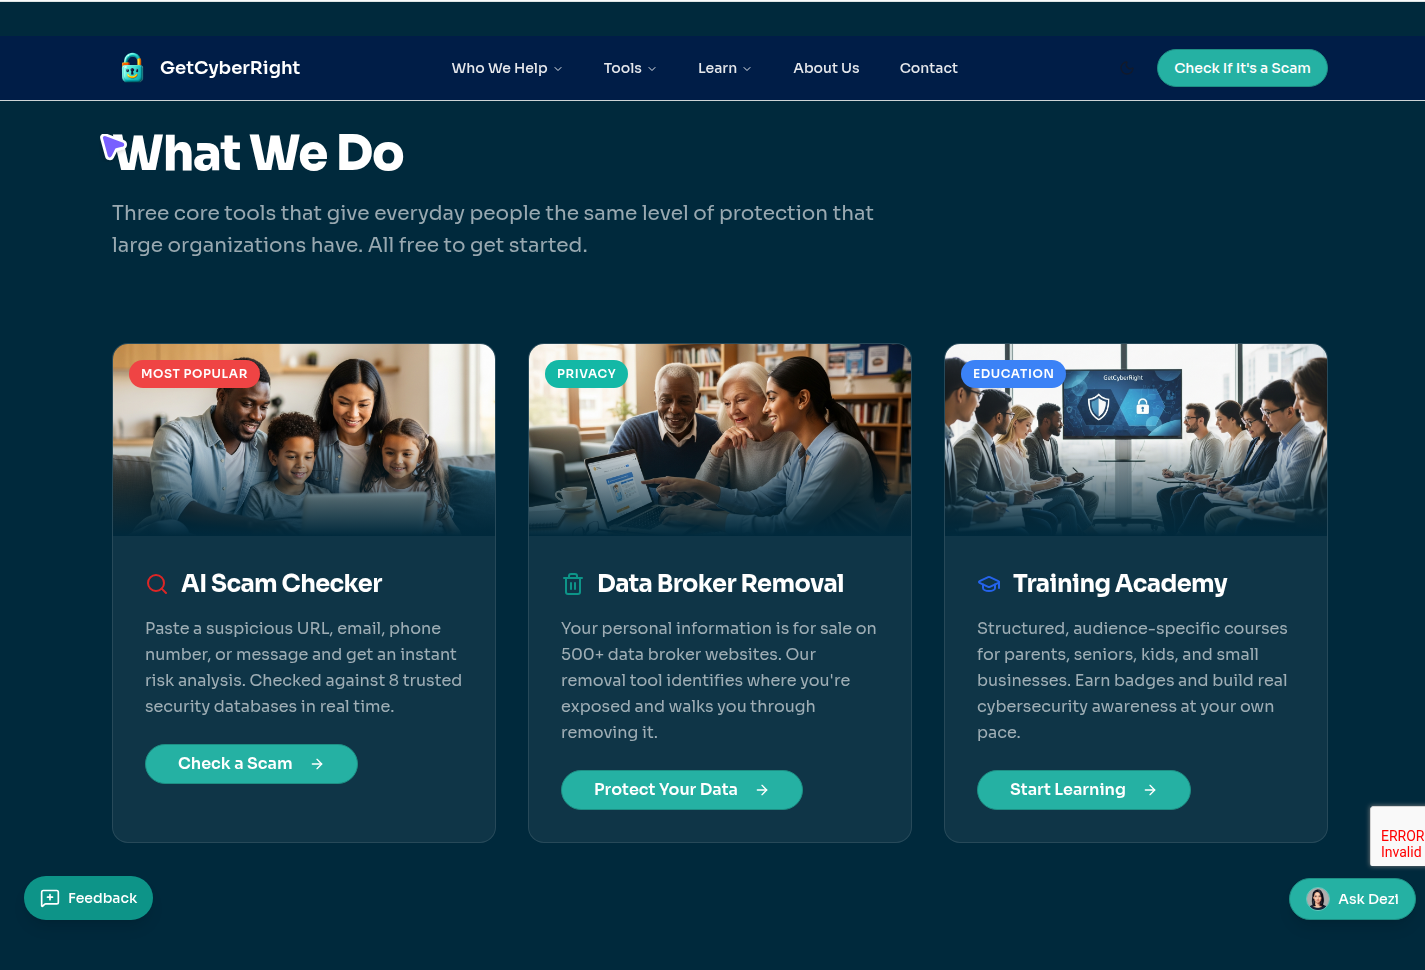 GetCyberRight
Who We Help
Tools
Learn
About Us
Contact
Check If It's a Scam
What We Do
Three core tools that give everyday people the same level of protection that
large organizations have. All free to get started.
MOST POPULAR
AI Scam Checker
Paste a suspicious URL, email, phone
number, or message and get an instant
risk analysis. Checked against 8 trusted
security databases in real time.
Check a Scam
PRIVACY
Data Broker Removal
Your personal information is for sale on
500+ data broker websites. Our
removal tool identifies where you're
exposed and walks you through
removing it.
Protect Your Data
EDUCATION
GetCyberRight
Training Academy
Structured, audience-specific courses
for parents, seniors, kids, and small
businesses. Earn badges and build real
cybersecurity awareness at your own
pace.
Start Learning
ERROR
Invalid
Feedback
Ask Dezi